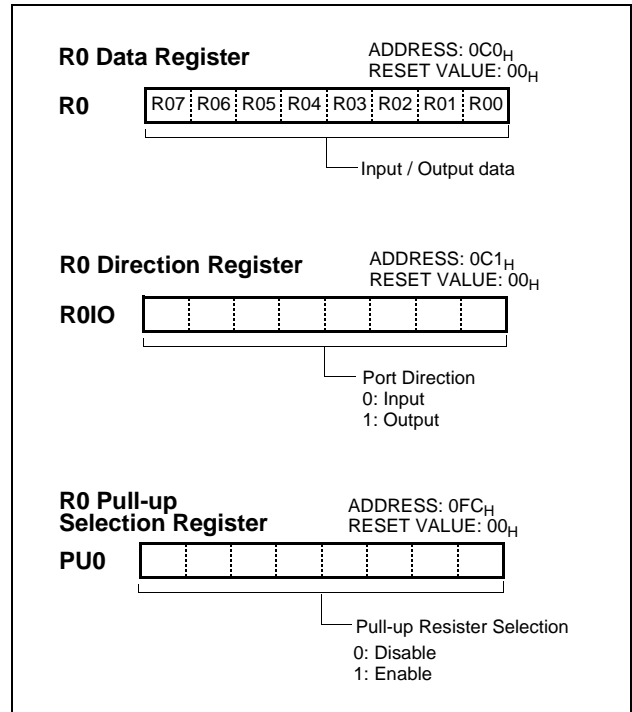 R0 Data Register
ADDRESS: 0C0H
RESET VALUE: 00H
R0
R07 R06 R05 R04 R03 R02 R01 R00
Input / Output data
R0 Direction Register
ADDRESS: 0C1H
RESET VALUE: 00H
R0IO
Port Direction
0: Input
1: Output
R0 Pull-up
Selection Register
ADDRESS: 0FCH
RESET VALUE: 00H
PU0
Pull-up Resister Selection
0: Disable
1: Enable